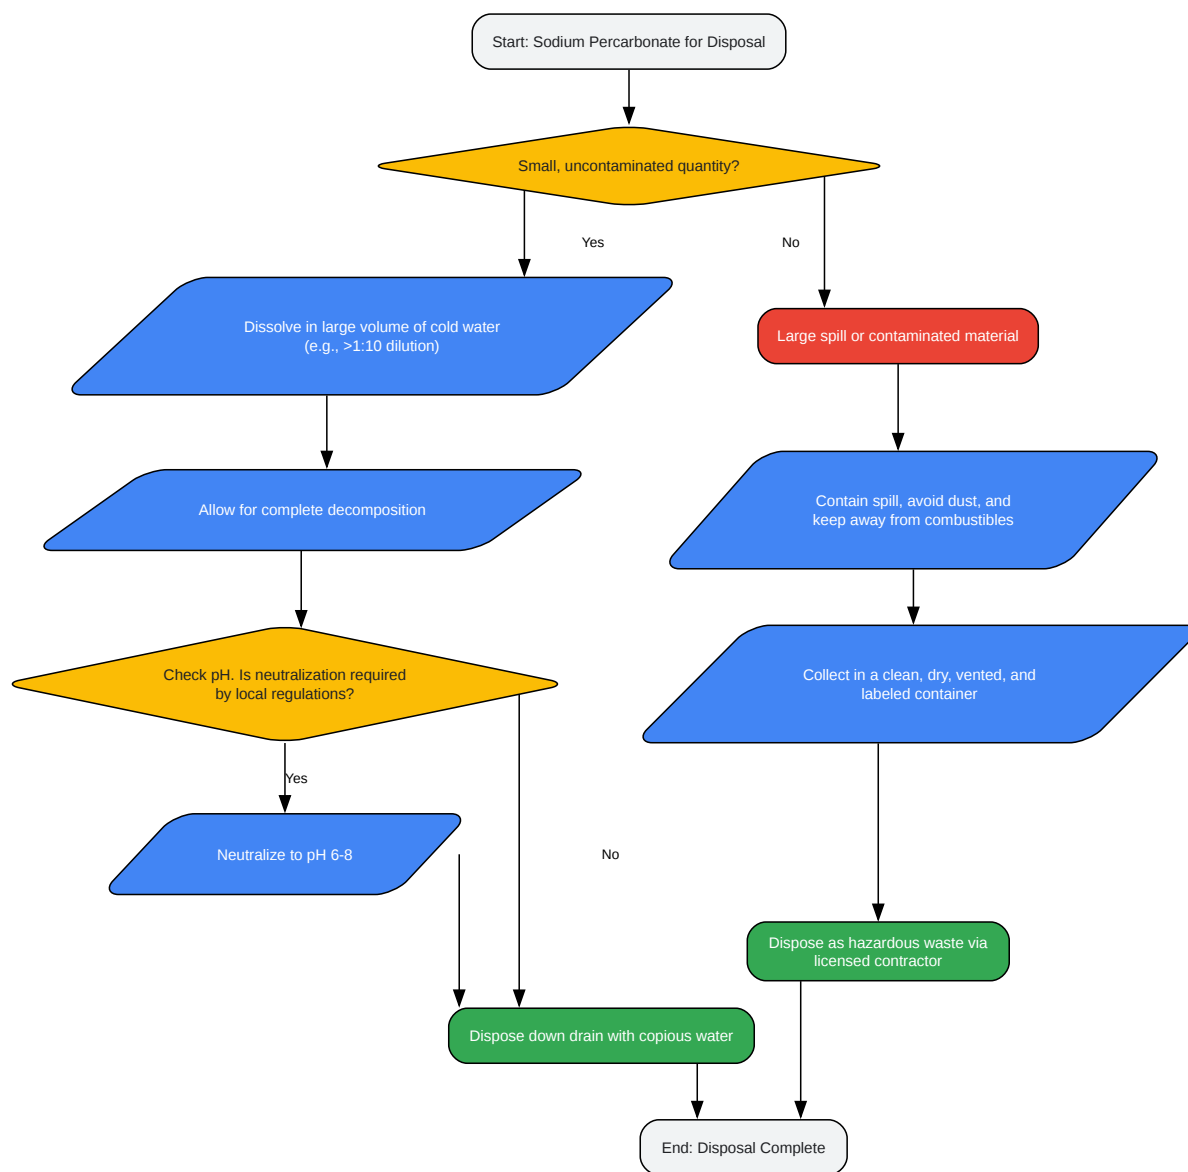 Start: Sodium Percarbonate for Disposal
Small, uncontaminated quantity?
Yes
No
Dissolve in large volume of cold water
(e.g., >1:10 dilution)
Large spill or contaminated material
Allow for complete decomposition
Contain spill, avoid dust, and
keep away from combustibles
Check pH. Is neutralization required
by local regulations?
Collect in a clean, dry, vented, and
labeled container
Yes
Neutralize to pH 6-8
No
Dispose as hazardous waste via
licensed contractor
Dispose down drain with copious water
End: Disposal Complete